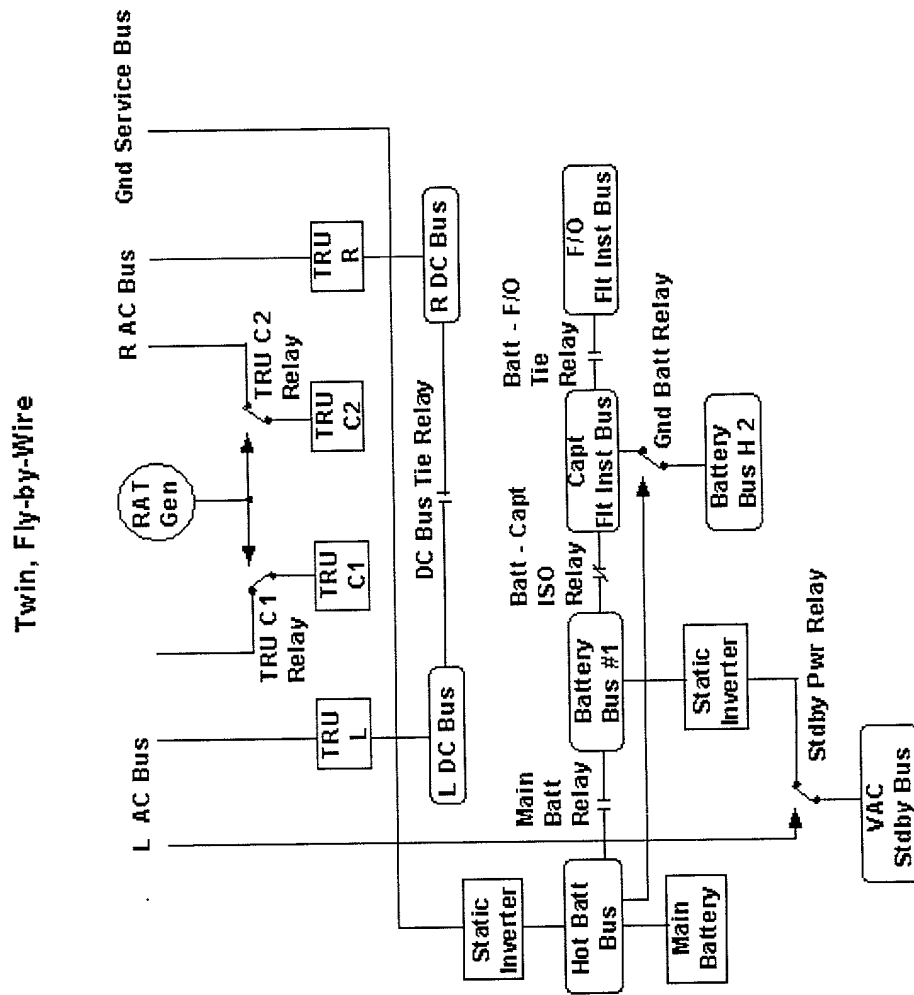 Twin, Fly-by-Wire
L AC Bus
R AC Bus
Gnd Service Bus
RAT
Gen
TRU C1
Relay
TRU C2
Relay
TRU
L
TRU
C1
TRU
C2
TRU
R
L DC Bus
DC Bus Tie Relay
R DC Bus
Static
Inverter
Hot Batt
Bus
Main
Battery
Main
Batt
Relay
Battery
Bus #1
Batt - Capt
ISO
Relay
Capt
Flt Inst Bus
Batt - F/O
Tie
Relay
F/O
Flt Inst Bus
Gnd Batt Relay
Static
Inverter
Battery
Bus H 2
Stdby Pwr Relay
VAC
Stdby Bus